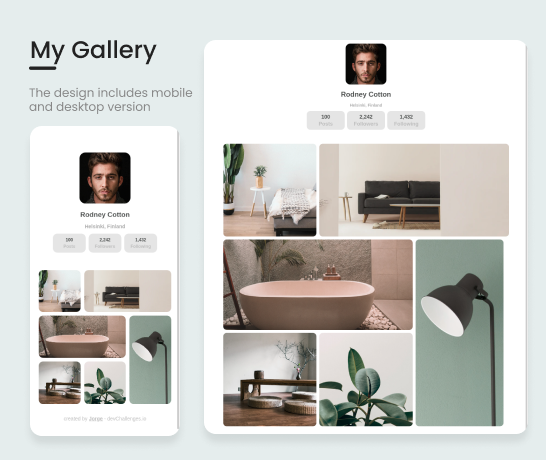 My Gallery
The design includes mobile
and desktop version
Rodney Cotton
Helsinki, Finland
100 2,242 1,432
Posts Followers Following
created by Jorge - devChallenges.io
Rodney Cotton
Helsinki, Finland
100 2,242 1,432
Posts Followers Following